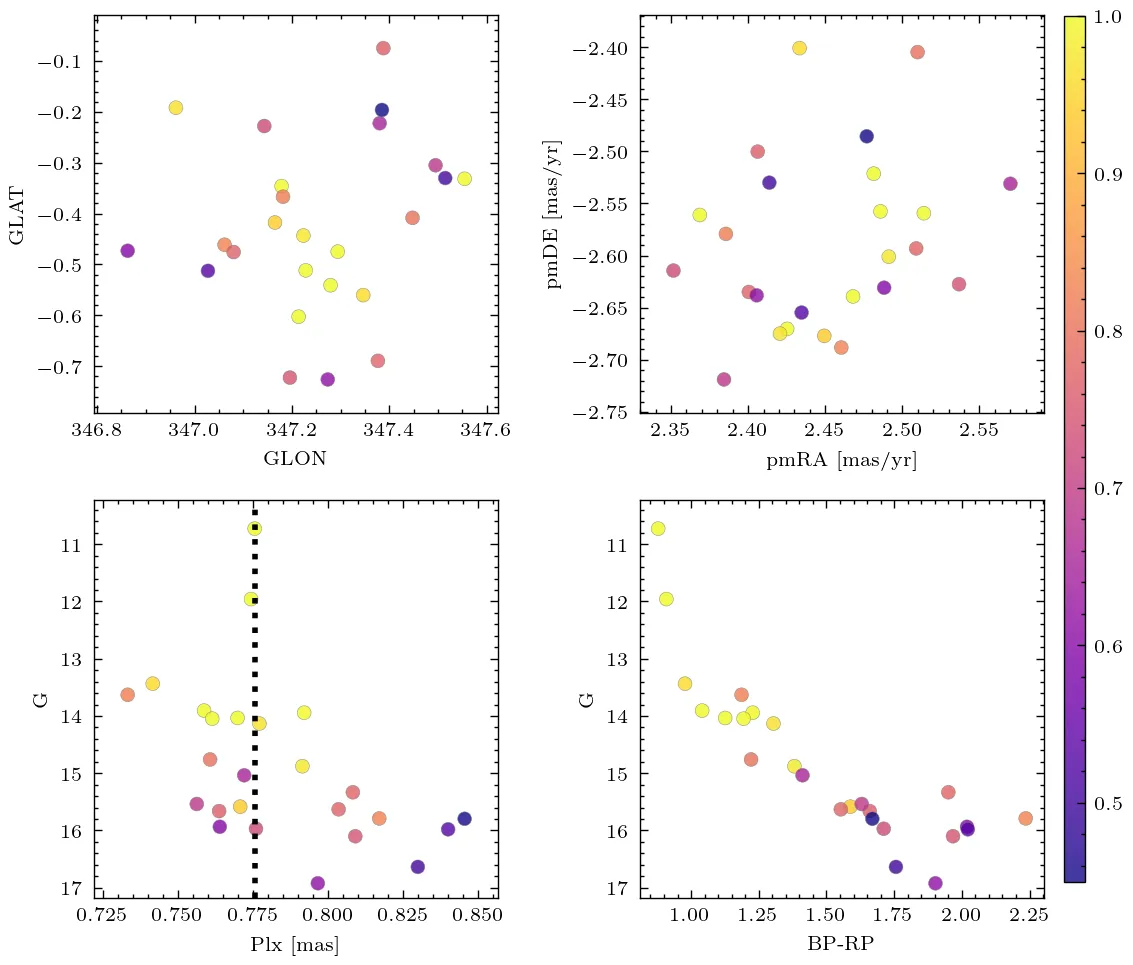 −0.1
−0.2
−0.3
−0.4
−0.5
−0.6
−0.7
GLAT
346.8 347.0 347.2 347.4 347.6
GLON
−2.40
−2.45
−2.50
−2.55
−2.60
−2.65
−2.70
−2.75
pmDE [mas/yr]
2.35 2.40 2.45 2.50 2.55
pmRA [mas/yr]
1.0
0.9
0.8
0.7
0.6
0.5
11
12
13
14
15
16
17
G
0.725 0.750 0.775 0.800 0.825 0.850
Plx [mas]
11
12
13
14
15
16
17
G
1.00 1.25 1.50 1.75 2.00 2.25
BP-RP